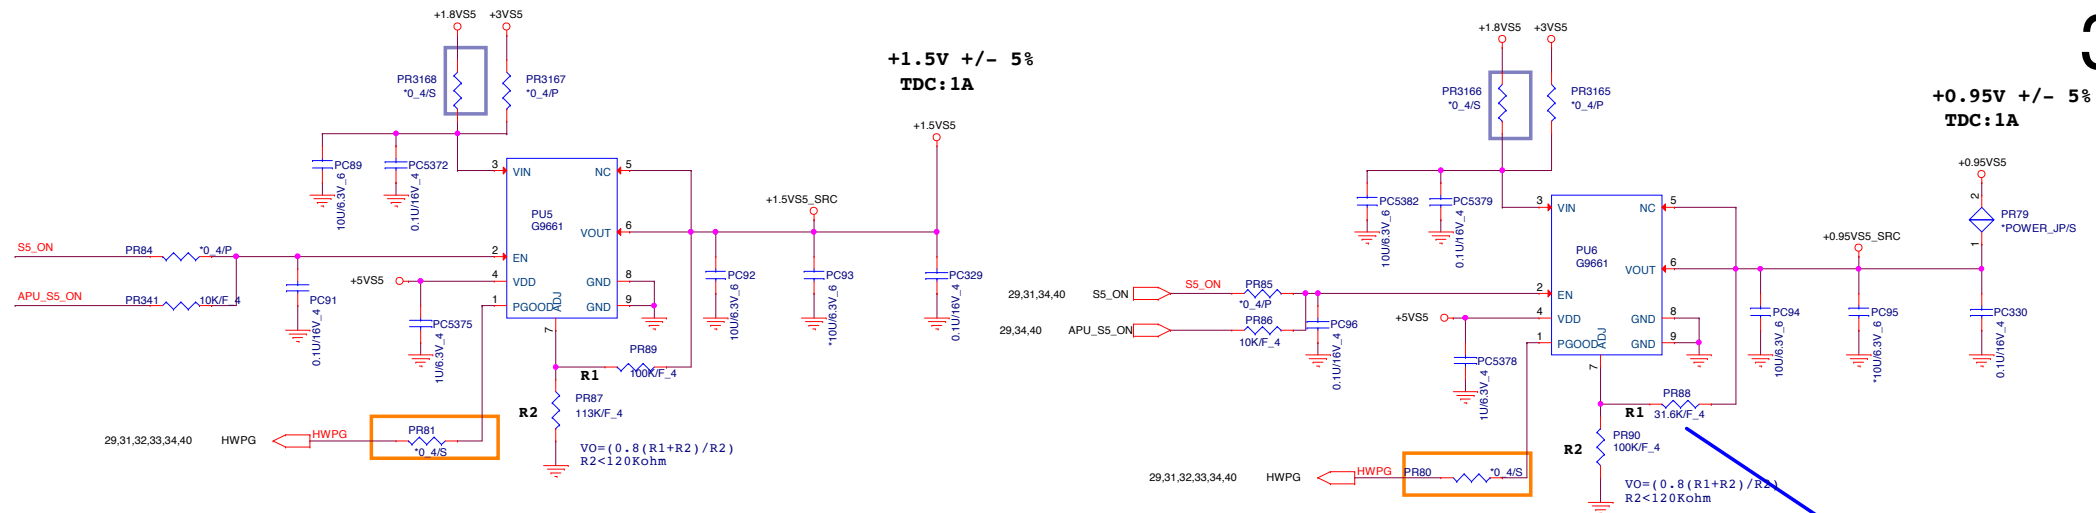 +1.8VS5
+3VS5
PR3168
*0_4/S
PR3167
*0_4/P
+1.5V +/- 5%
TDC:1A
+1.5VS5
PC89
10U/6.3V_6
PC5372
0.1U/16V_4
3
VIN
NC
5
PU5
G9661
VOUT
6
+1.5VS5_SRC
S5_ON
PR84
*0_4/P
2
EN
+5VS5
4
VDD
GND
8
APU_S5_ON
PR341
10K/F_4
PC91
0.1U/16V_4
1
PGOOD
ADJ
GND
9
7
PC5375
1U/6.3V_4
PC92
10U/6.3V_6
PC93
*10U/6.3V_6
PC329
0.1U/16V_4
PR89
R1
100K/F_4
R2
PR87
113K/F_4
29,31,32,33,34,40
HWPG
HWPG
PR81
*0_4/S
VO=(0.8(R1+R2)/R2)
R2<120Kohm
+1.8VS5
+3VS5
PR3166
*0_4/S
PR3165
*0_4/P
+0.95V +/- 5%
TDC:1A
+0.95VS5
2
PR79
*POWER_JP/S
1
PC5382
10U/6.3V_6
PC5379
0.1U/16V_4
3
VIN
NC
5
PU6
G9661
VOUT
6
+0.95VS5_SRC
29,31,34,40
S5_ON
S5_ON
PR85
*0_4/P
2
EN
+5VS5
4
VDD
GND
8
29,34,40
APU_S5_ON
PR86
10K/F_4
PC96
0.1U/16V_4
1
PGOOD
ADJ
GND
9
7
PC5378
1U/6.3V_4
PC94
10U/6.3V_6
PC95
*10U/6.3V_6
PC330
0.1U/16V_4
PR88
R1
31.6K/F_4
R2
PR90
100K/F_4
29,31,32,33,34,40
HWPG
HWPG
PR80
*0_4/S
VO=(0.8(R1+R2)/R2)
R2<120Kohm